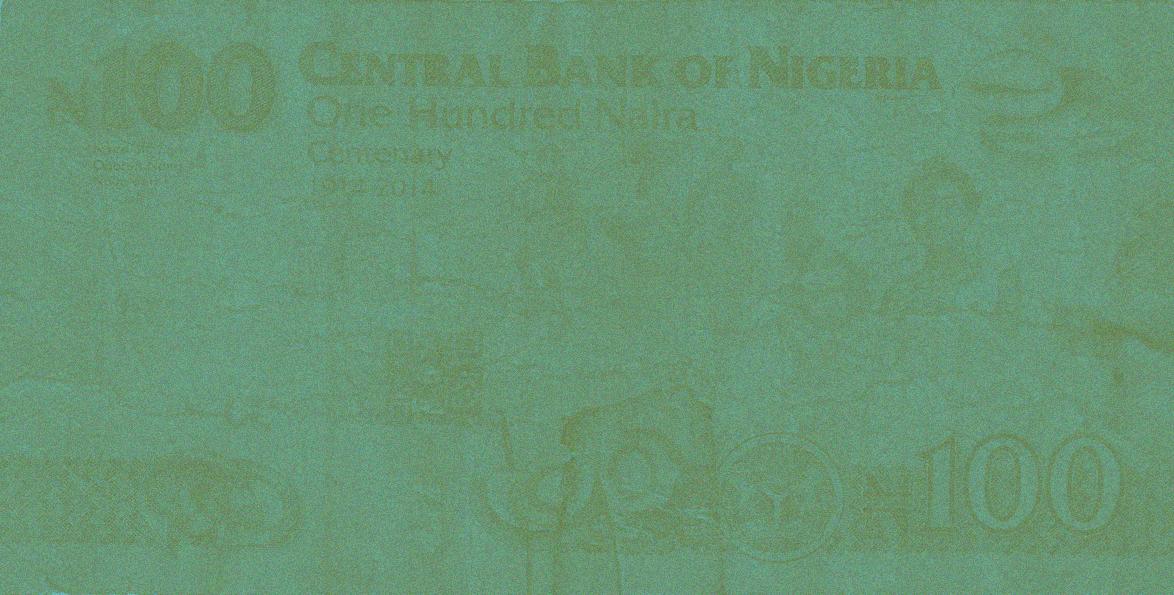 ₦100
CENTRAL BANK OF NIGERIA
One Hundred Naira
Centenary
1914-2014
₦100